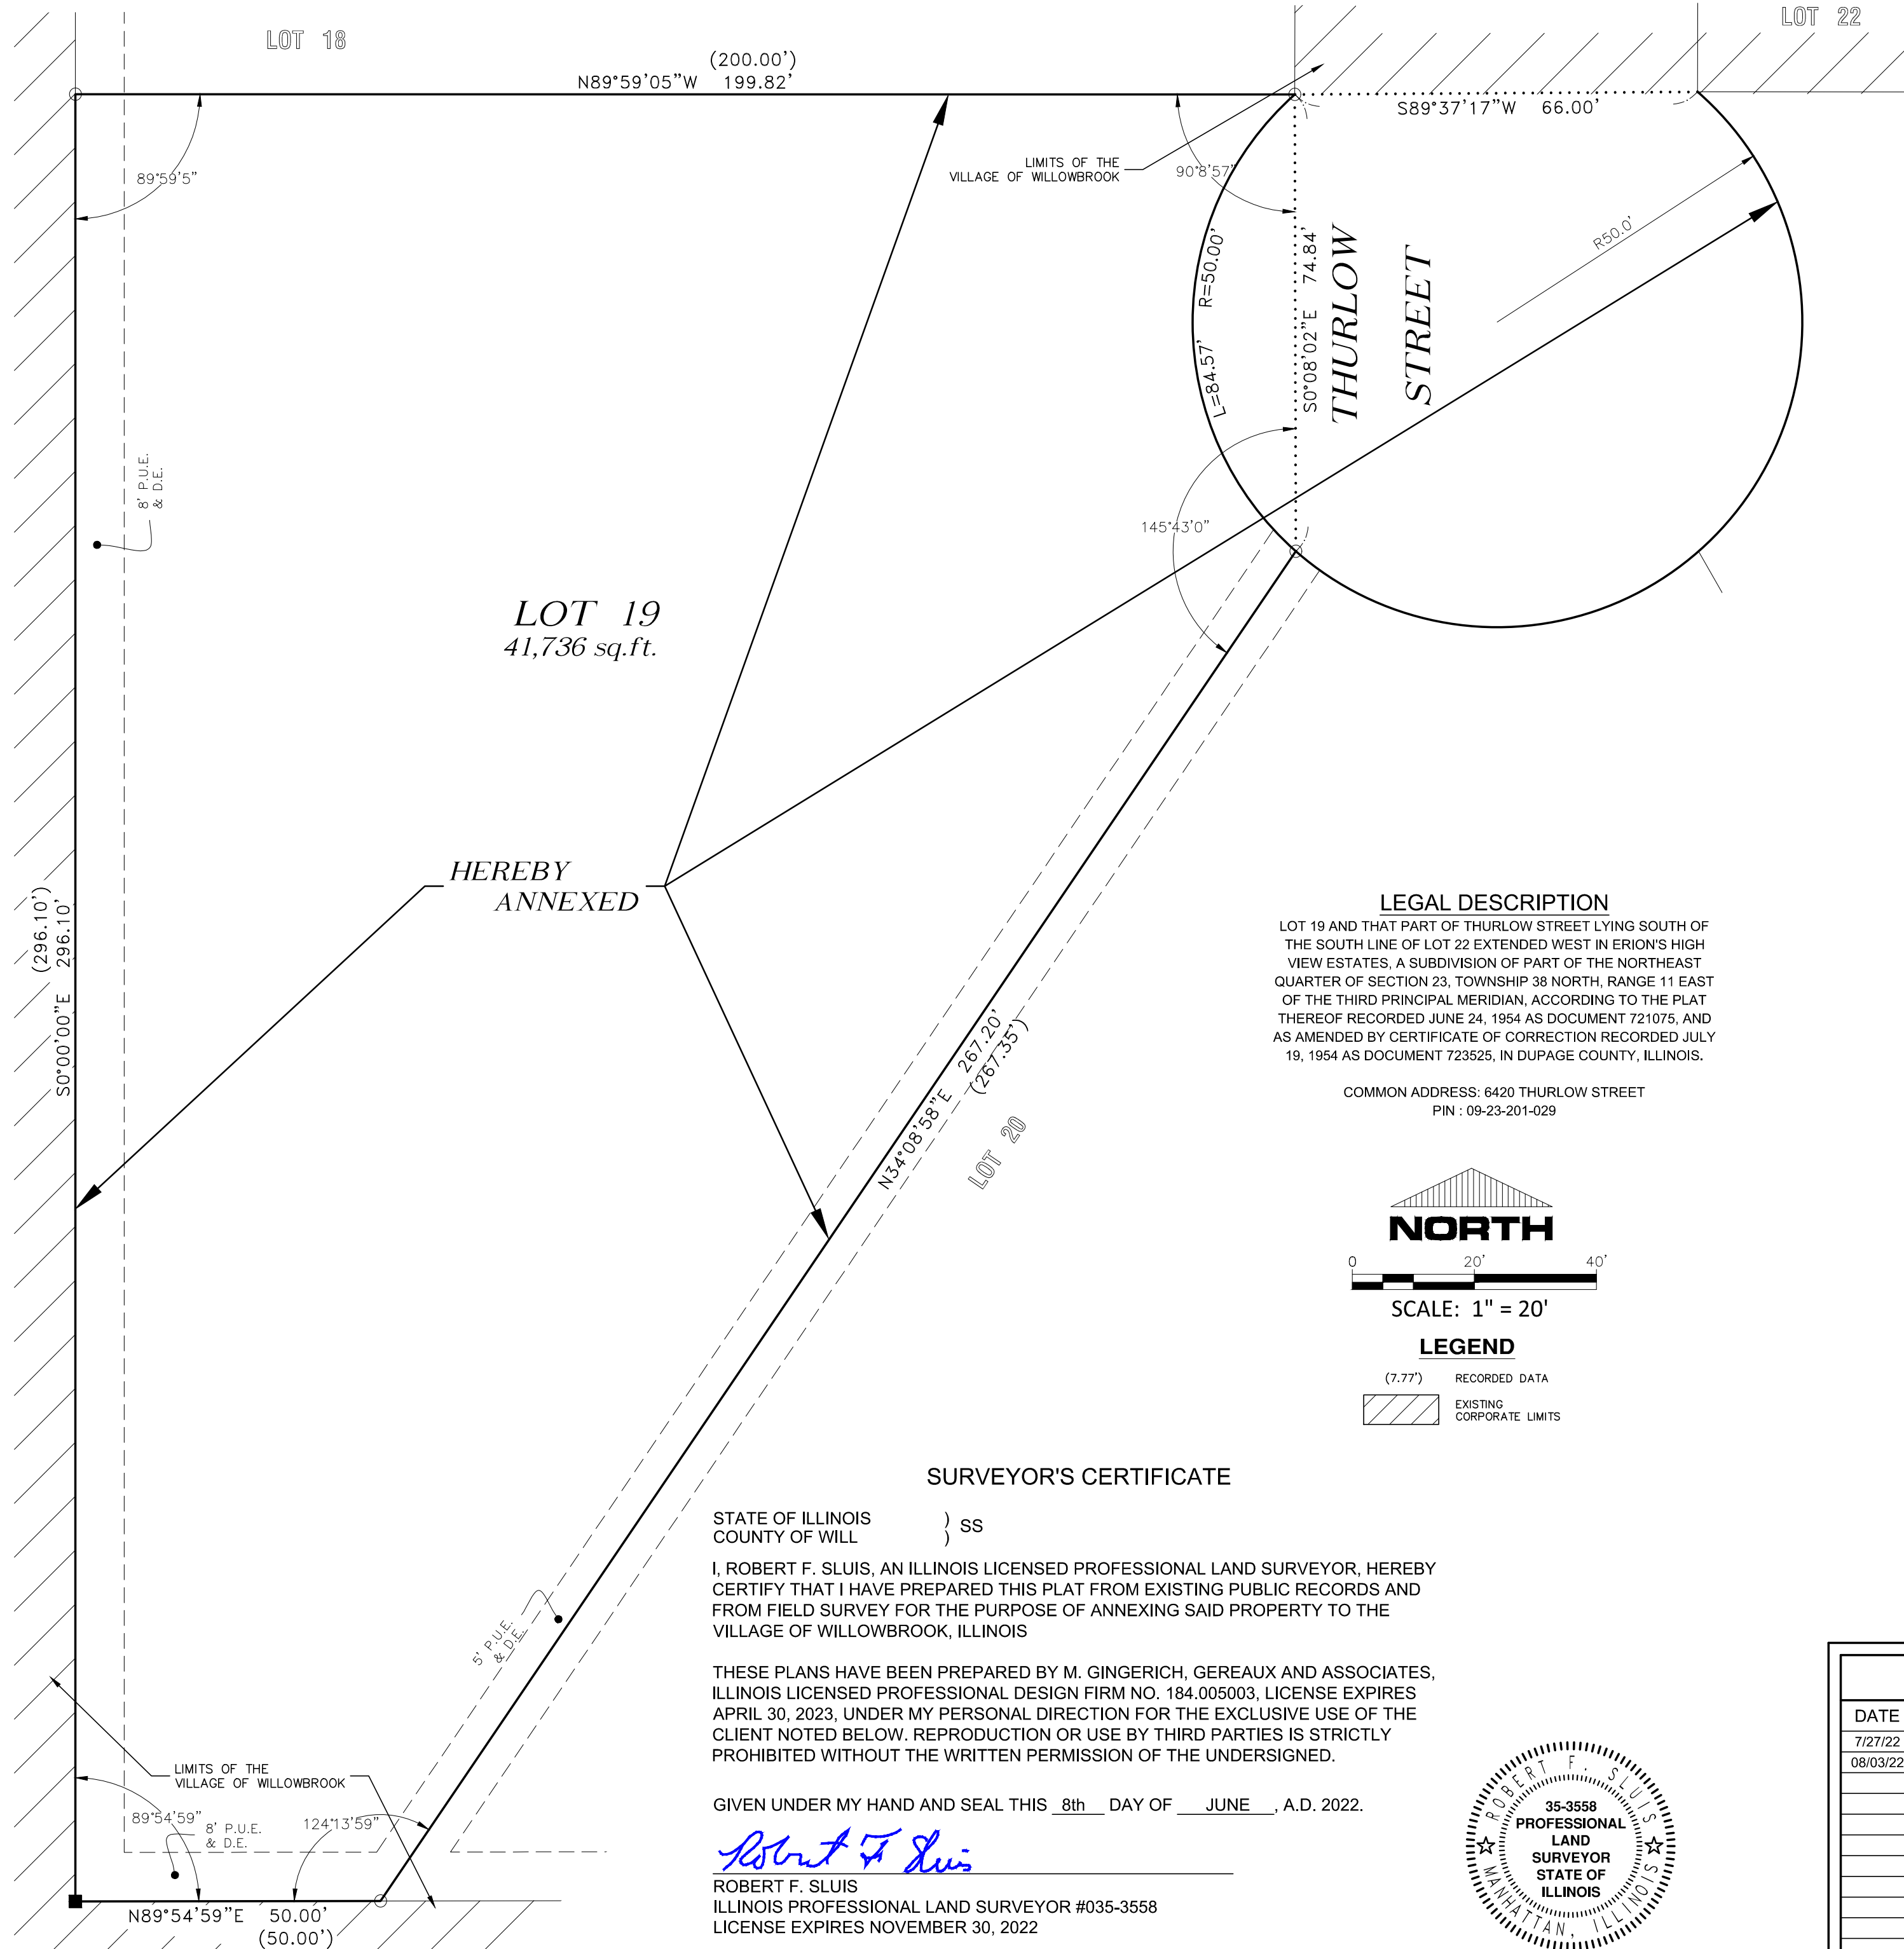 LOT 18
LOT 22
(200.00')
N89°59'05"W 199.82'
S89°37'17"W 66.00'
LIMITS OF THE
VILLAGE OF WILLOWBROOK
89°59'5"
90°8'57"
R50.0'
L=84.57' R=50.00'
S0°08'02"E 74.84'
THURLOW
STREET
8' P.U.E.
& D.E.
145°43'0"
LOT 19
41,736 sq.ft.
HEREBY
ANNEXED
(296.10')
S0°00'00"E 296.10'
N34°08'58"E 267.20'
(267.35')
LOT 20
LEGAL DESCRIPTION
LOT 19 AND THAT PART OF THURLOW STREET LYING SOUTH OF
THE SOUTH LINE OF LOT 22 EXTENDED WEST IN ERION'S HIGH
VIEW ESTATES, A SUBDIVISION OF PART OF THE NORTHEAST
QUARTER OF SECTION 23, TOWNSHIP 38 NORTH, RANGE 11 EAST
OF THE THIRD PRINCIPAL MERIDIAN, ACCORDING TO THE PLAT
THEREOF RECORDED JUNE 24, 1954 AS DOCUMENT 721075, AND
AS AMENDED BY CERTIFICATE OF CORRECTION RECORDED JULY
19, 1954 AS DOCUMENT 723525, IN DUPAGE COUNTY, ILLINOIS.
COMMON ADDRESS: 6420 THURLOW STREET
PIN : 09-23-201-029
NORTH
0 20' 40'
SCALE: 1" = 20'
LEGEND
(7.77') RECORDED DATA
EXISTING
CORPORATE LIMITS
SURVEYOR'S CERTIFICATE
STATE OF ILLINOIS )
COUNTY OF WILL ) SS
I, ROBERT F. SLUIS, AN ILLINOIS LICENSED PROFESSIONAL LAND SURVEYOR, HEREBY
CERTIFY THAT I HAVE PREPARED THIS PLAT FROM EXISTING PUBLIC RECORDS AND
FROM FIELD SURVEY FOR THE PURPOSE OF ANNEXING SAID PROPERTY TO THE
VILLAGE OF WILLOWBROOK, ILLINOIS
THESE PLANS HAVE BEEN PREPARED BY M. GINGERICH, GEREAUX AND ASSOCIATES,
ILLINOIS LICENSED PROFESSIONAL DESIGN FIRM NO. 184.005003, LICENSE EXPIRES
APRIL 30, 2023, UNDER MY PERSONAL DIRECTION FOR THE EXCLUSIVE USE OF THE
CLIENT NOTED BELOW. REPRODUCTION OR USE BY THIRD PARTIES IS STRICTLY
PROHIBITED WITHOUT THE WRITTEN PERMISSION OF THE UNDERSIGNED.
GIVEN UNDER MY HAND AND SEAL THIS 8th DAY OF JUNE , A.D. 2022.
Robert F Sluis
ROBERT F. SLUIS
ILLINOIS PROFESSIONAL LAND SURVEYOR #035-3558
LICENSE EXPIRES NOVEMBER 30, 2022
5' P.U.E.
& D.E.
LIMITS OF THE
VILLAGE OF WILLOWBROOK
89°54'59"
8' P.U.E.
& D.E.
124°13'59"
N89°54'59"E 50.00'
(50.00')
ROBERT F. SLUIS
35-3558
PROFESSIONAL
LAND
SURVEYOR
STATE OF
ILLINOIS
MANHATTAN, ILLINOIS
DATE
7/27/22
08/03/22